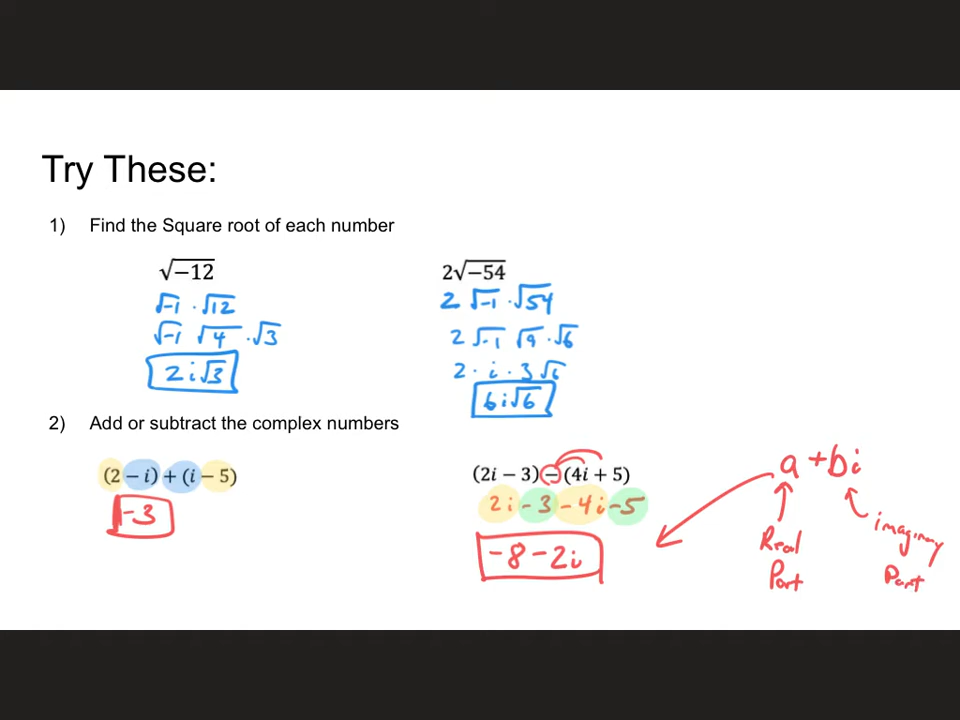 Try These:
1) Find the Square root of each number
√−12
√-1 · √12
√-1 √4 · √3
2i√3
2√−54
2 √-1 · √54
2 √-1 √9 · √6
2 · i · 3√6
6i√6
2) Add or subtract the complex numbers
(2 − i) + (i − 5)
-3
(2i − 3) − (4i + 5)
2i - 3 - 4i - 5
-8 - 2i
a + bi
Real
Part
imaginary
Part